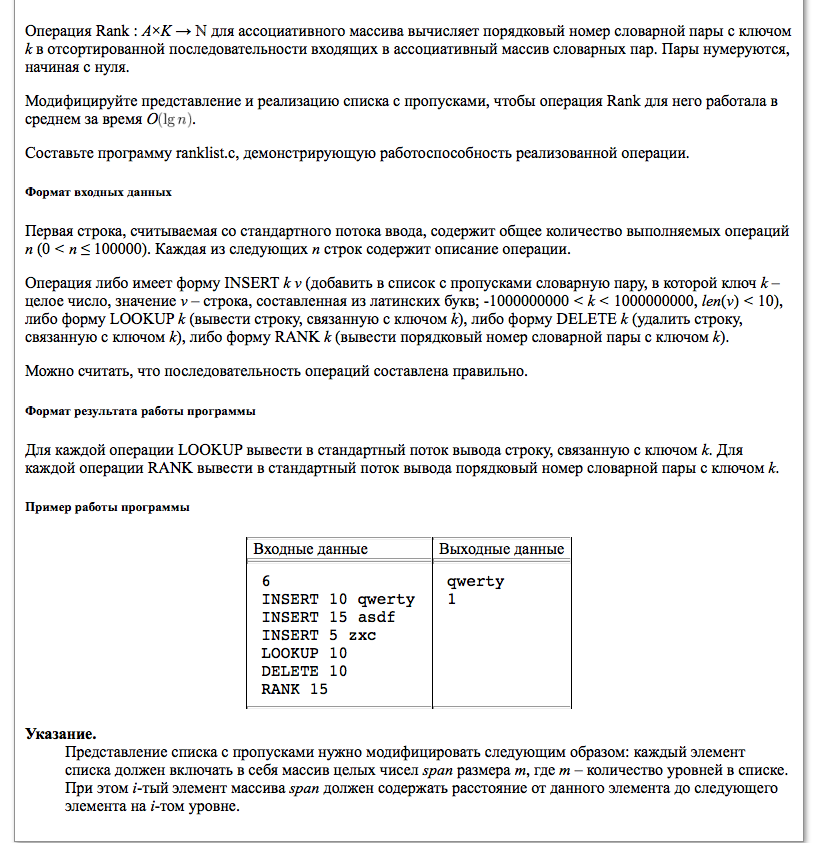 Операция Rank : A×K → ℕ для ассоциативного массива вычисляет порядковый номер словарной пары с ключом
k в отсортированной последовательности входящих в ассоциативный массив словарных пар. Пары нумеруются,
начиная с нуля.
Модифицируйте представление и реализацию списка с пропусками, чтобы операция Rank для него работала в
среднем за время O(lg n).
Составьте программу ranklist.c, демонстрирующую работоспособность реализованной операции.
Формат входных данных
Первая строка, считываемая со стандартного потока ввода, содержит общее количество выполняемых операций
n (0 < n ≤ 100000). Каждая из следующих n строк содержит описание операции.
Операция либо имеет форму INSERT k v (добавить в список с пропусками словарную пару, в которой ключ k –
целое число, значение v – строка, составленная из латинских букв; -1000000000 < k < 1000000000, len(v) < 10),
либо форму LOOKUP k (вывести строку, связанную с ключом k), либо форму DELETE k (удалить строку,
связанную с ключом k), либо форму RANK k (вывести порядковый номер словарной пары с ключом k).
Можно считать, что последовательность операций составлена правильно.
Формат результата работы программы
Для каждой операции LOOKUP вывести в стандартный поток вывода строку, связанную с ключом k. Для
каждой операции RANK вывести в стандартный поток вывода порядковый номер словарной пары с ключом k.
Пример работы программы
Входные данные
Выходные данные
6
INSERT 10 qwerty
INSERT 15 asdf
INSERT 5 zxc
LOOKUP 10
DELETE 10
RANK 15
qwerty
1
Указание.
Представление списка с пропусками нужно модифицировать следующим образом: каждый элемент
списка должен включать в себя массив целых чисел span размера m, где m – количество уровней в списке.
При этом i-тый элемент массива span должен содержать расстояние от данного элемента до следующего
элемента на i-том уровне.